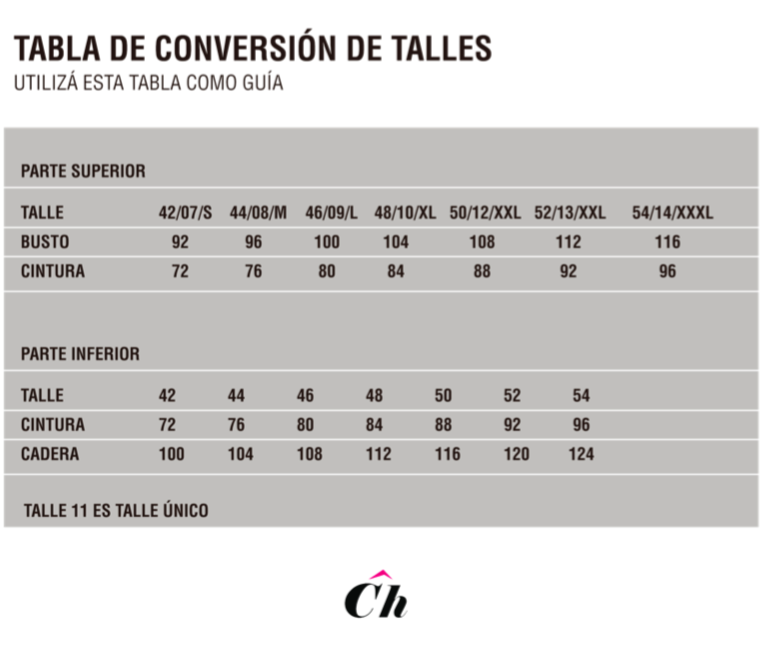 TABLA DE CONVERSIÓN DE TALLES
UTILIZÁ ESTA TABLA COMO GUÍA
PARTE SUPERIOR
TALLE 42/07/S 44/08/M 46/09/L 48/10/XL 50/12/XXL 52/13/XXL 54/14/XXXL
BUSTO 92 96 100 104 108 112 116
CINTURA 72 76 80 84 88 92 96
PARTE INFERIOR
TALLE 42 44 46 48 50 52 54
CINTURA 72 76 80 84 88 92 96
CADERA 100 104 108 112 116 120 124
TALLE 11 ES TALLE ÚNICO
Ĉh